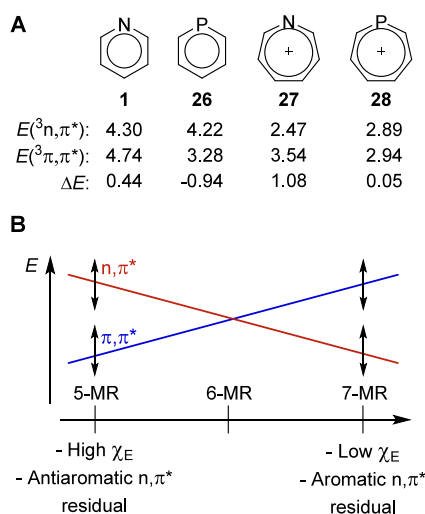 A
N P N P
+ +
1 26 27 28
E(³n,π*): 4.30 4.22 2.47 2.89
E(³π,π*): 4.74 3.28 3.54 2.94
ΔE: 0.44 -0.94 1.08 0.05
B
E
n,π*
π,π*
5-MR 6-MR 7-MR
- High χE - Low χE
- Antiaromatic n,π* - Aromatic n,π*
residual residual